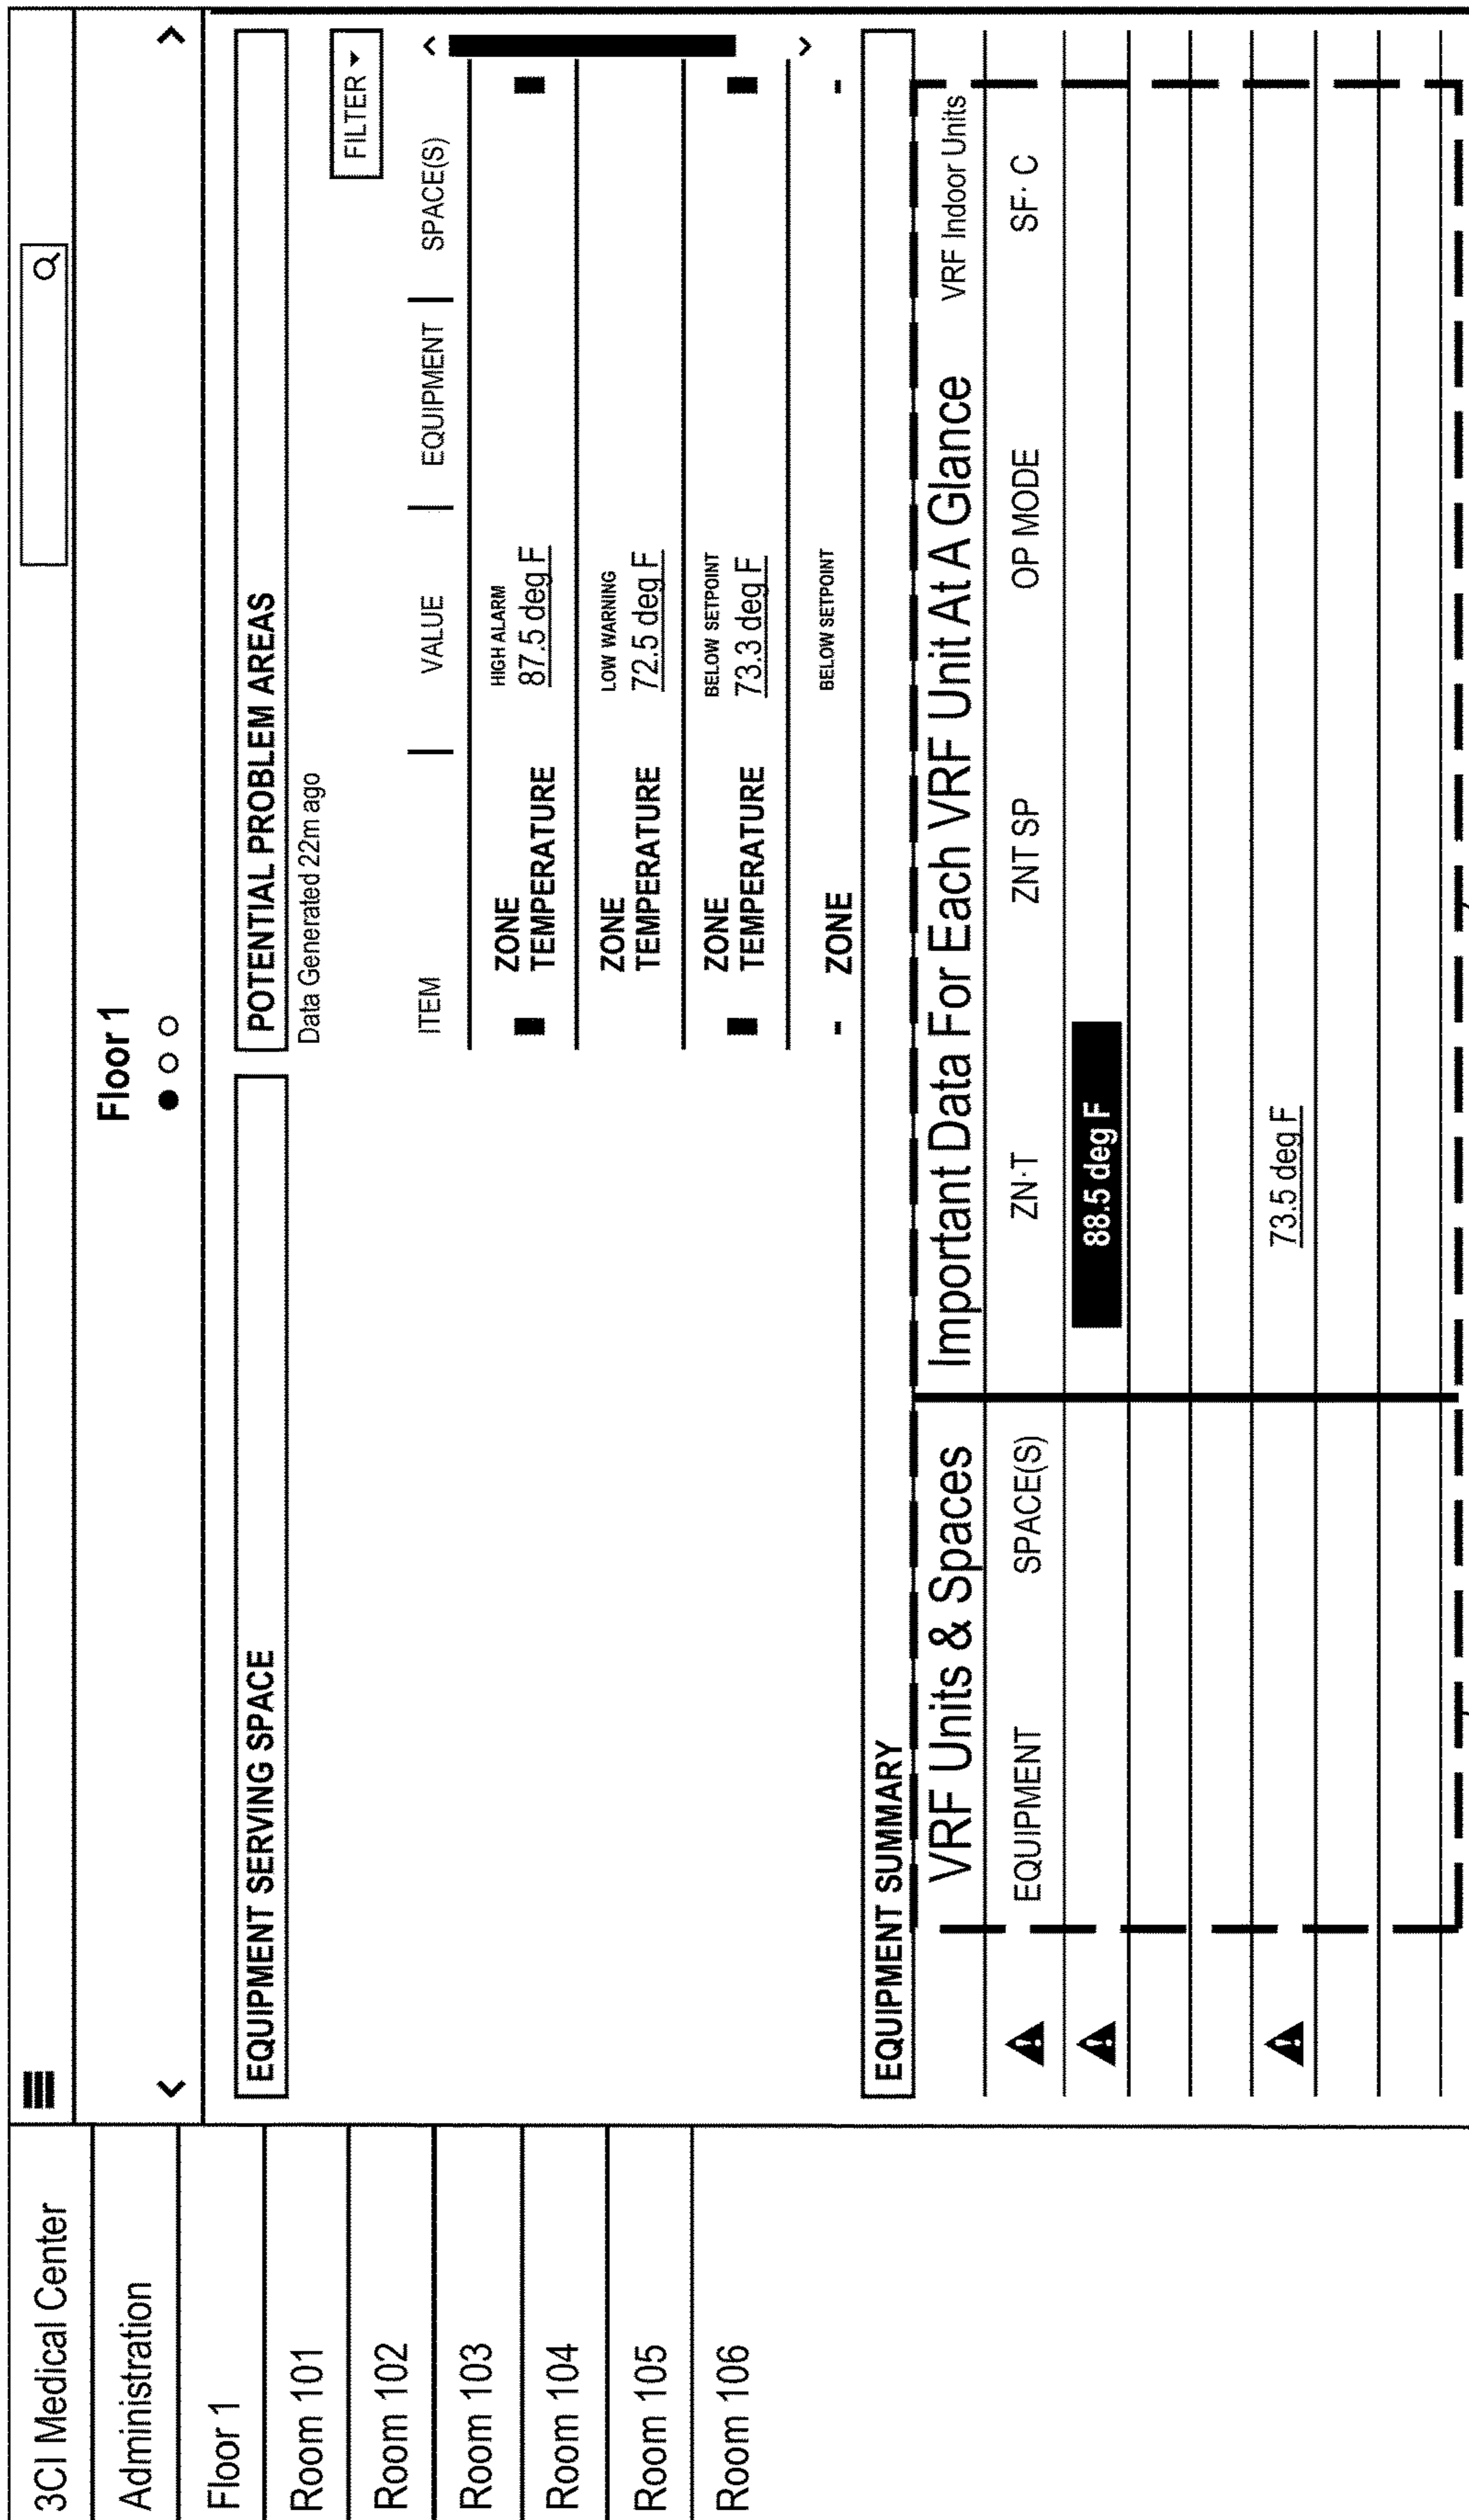 3CI Medical Center
Administration
Floor 1
Room 101
Room 102
Room 103
Room 104
Room 105
Room 106
Floor 1
EQUIPMENT SERVING SPACE
POTENTIAL PROBLEM AREAS
Data Generated 22m ago
FILTER
ITEM VALUE EQUIPMENT SPACE(S)
ZONE TEMPERATURE
HIGH ALARM
87.5 deg F
ZONE TEMPERATURE
LOW WARNING
72.5 deg F
ZONE TEMPERATURE
BELOW SETPOINT
73.3 deg F
ZONE
BELOW SETPOINT
EQUIPMENT SUMMARY
VRF Units & Spaces
Important Data For Each VRF Unit At A Glance
VRF Indoor Units
EQUIPMENT SPACE(S) ZN·T ZNT SP OP MODE SF· C
88.5 deg F
73.5 deg F